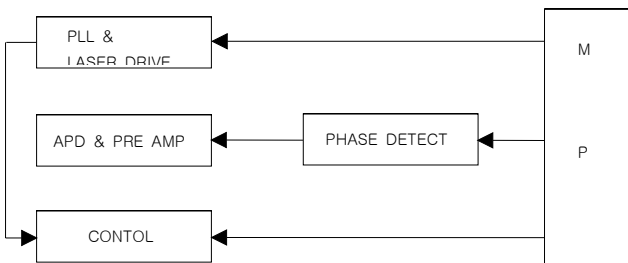 PLL &
LASER DRIVE
M
APD & PRE AMP
PHASE DETECT
P
CONTOL